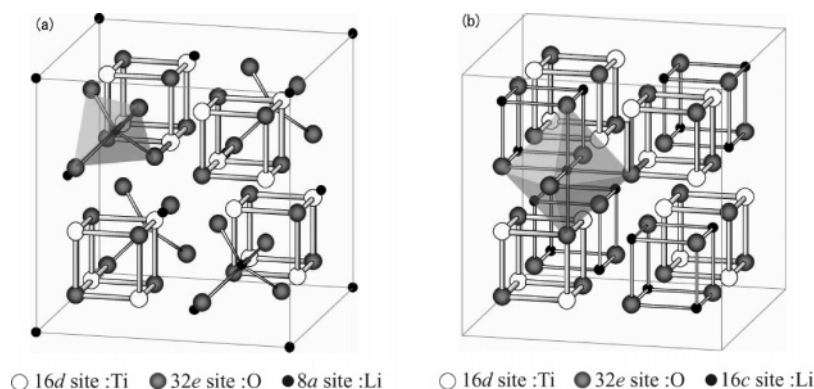 (a)
(b)
16d site :Ti 32e site :O 8a site :Li
16d site :Ti 32e site :O 16c site :Li